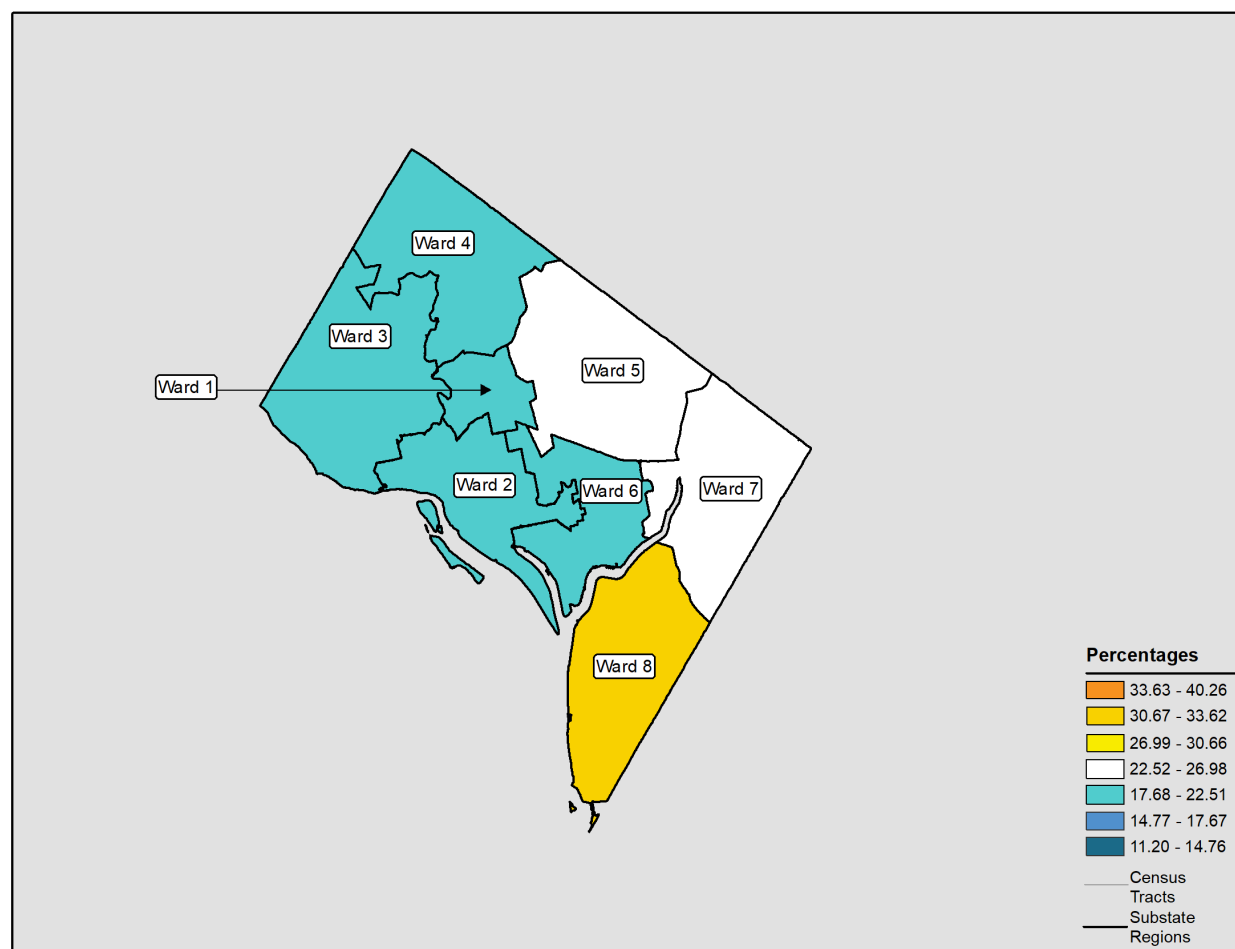 Ward 4
Ward 3
Ward 5
Ward 1
Ward 2
Ward 6
Ward 7
Ward 8
Percentages
33.63 - 40.26
30.67 - 33.62
26.99 - 30.66
22.52 - 26.98
17.68 - 22.51
14.77 - 17.67
11.20 - 14.76
Census
Tracts
Substate
Regions